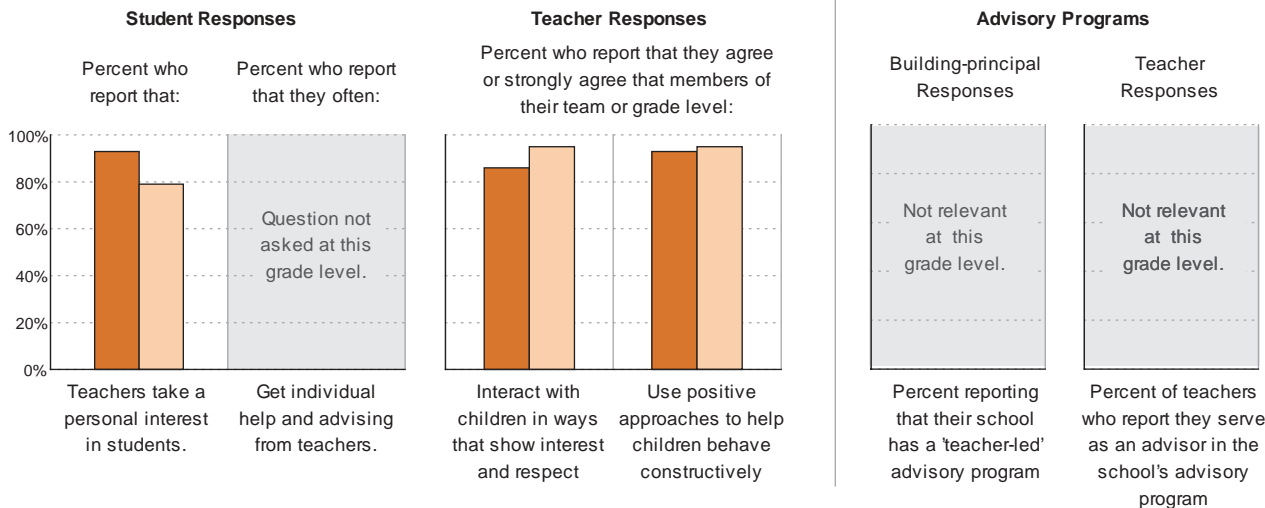 Student Responses
Teacher Responses
Advisory Programs
Percent who
report that:
Percent who report
that they often:
Percent who report that they agree
or strongly agree that members of
their team or grade level:
Building-principal
Responses
Teacher
Responses
100%
80%
60%
40%
20%
0%
Question not
asked at this
grade level.
Not relevant
at this
grade level.
Not relevant
at this
grade level.
Teachers take a
personal interest
in students.
Get individual
help and advising
from teachers.
Interact with
children in ways
that show interest
and respect
Use positive
approaches to help
children behave
constructively
Percent reporting
that their school
has a 'teacher-led'
advisory program
Percent of teachers
who report they serve
as an advisor in the
school's advisory
program